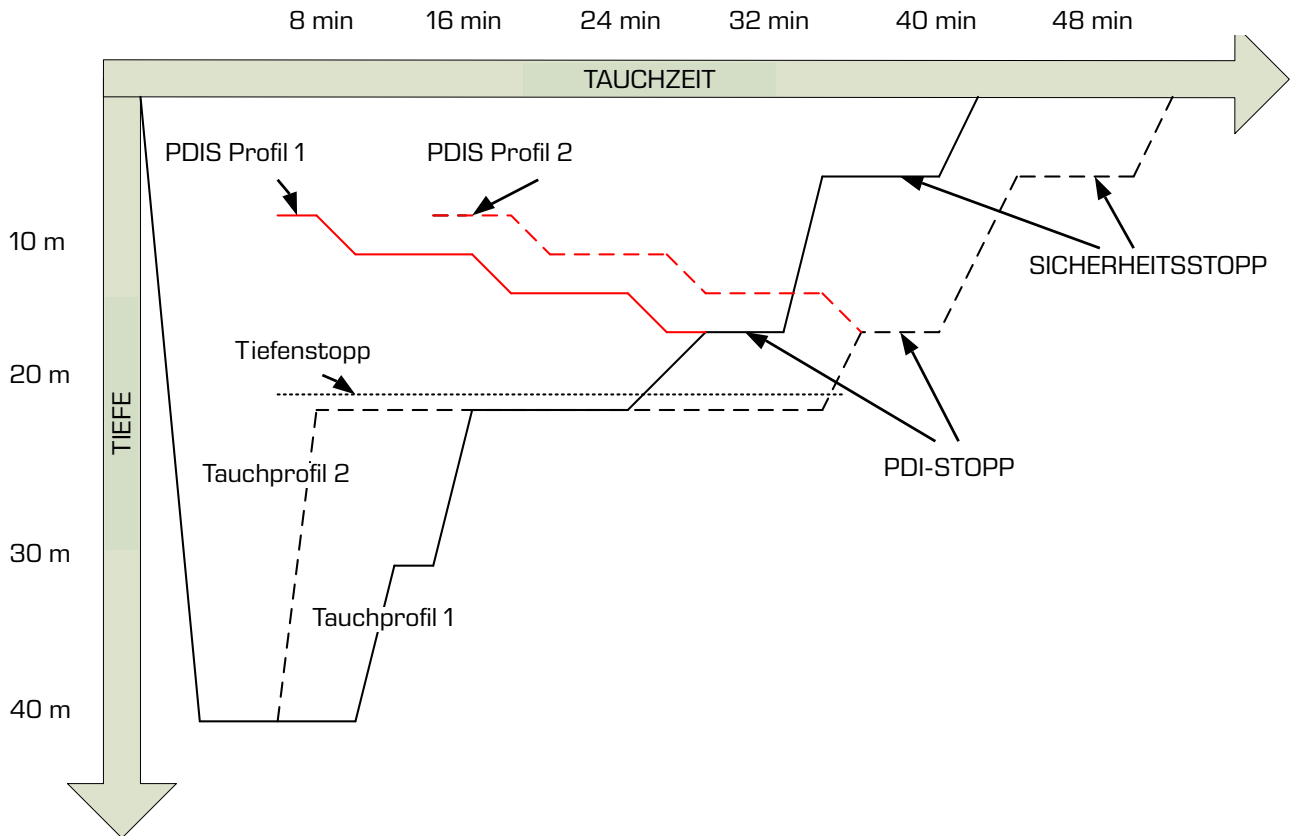 8 min 16 min 24 min 32 min 40 min 48 min
TAUCHZEIT
PDIS Profil 1 PDIS Profil 2
10 m
SICHERHEITSSTOPP
Tiefenstopp
20 m
TIEFE
PDI-STOPP
Tauchprofil 2
30 m
Tauchprofil 1
40 m